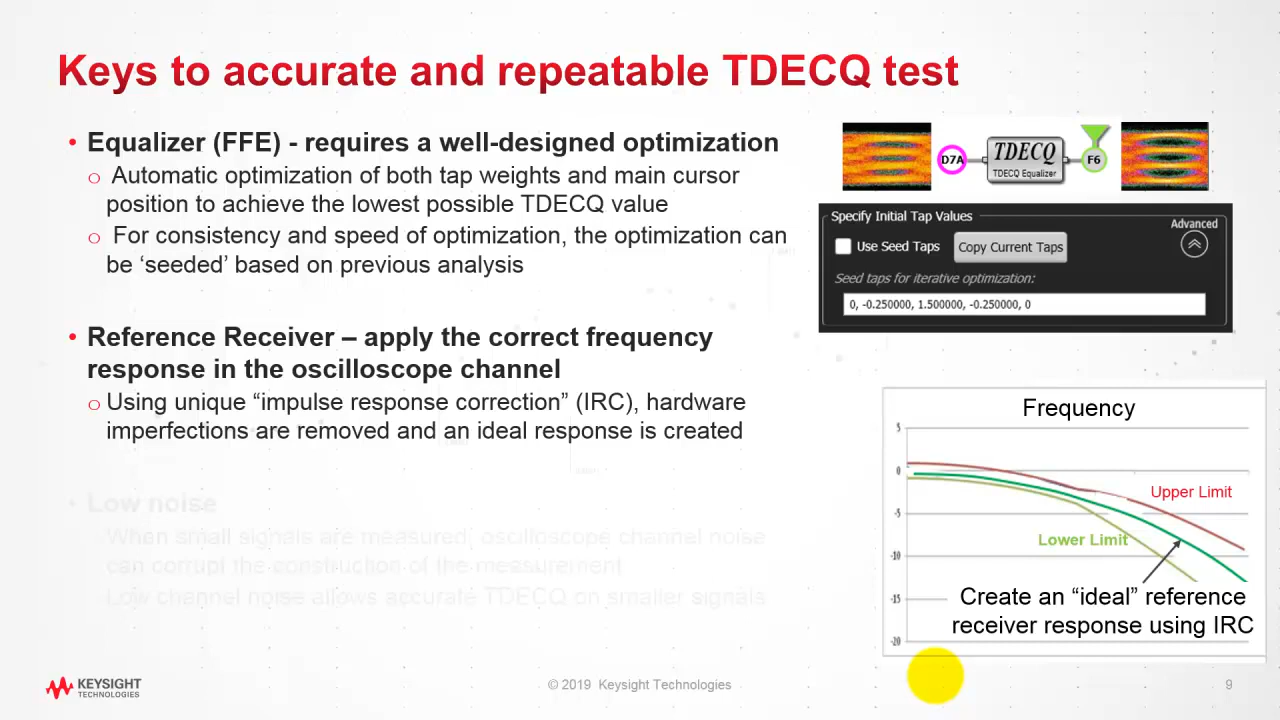 Keys to accurate and repeatable TDECQ test
• Equalizer (FFE) - requires a well-designed optimization
o Automatic optimization of both tap weights and main cursor
position to achieve the lowest possible TDECQ value
o For consistency and speed of optimization, the optimization can
be ‘seeded’ based on previous analysis
D7A
TDECQ
TDECQ Equalizer
F6
Specify Initial Tap Values
Advanced
Use Seed Taps
Copy Current Taps
Seed taps for iterative optimization:
0, -0.250000, 1.500000, -0.250000, 0
• Reference Receiver – apply the correct frequency
response in the oscilloscope channel
o Using unique “impulse response correction” (IRC), hardware
imperfections are removed and an ideal response is created
• Low noise
When small signals are measured, oscilloscope channel noise
can corrupt the construction of the measurement
Low channel noise allows accurate TDECQ on smaller signals
Frequency
5
0
-5
-10
-15
-20
Upper Limit
Lower Limit
Create an “ideal” reference
receiver response using IRC
KEYSIGHT
TECHNOLOGIES
© 2019 Keysight Technologies
9